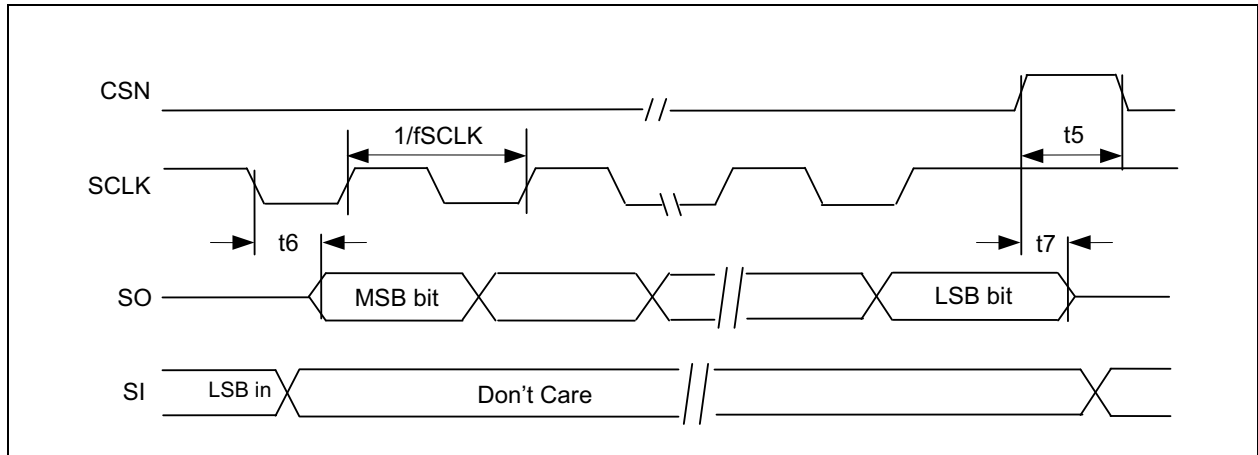 CSN
1/fSCLK
t5
SCLK
t6
t7
SO
MSB bit
LSB bit
SI
LSB in
Don't Care